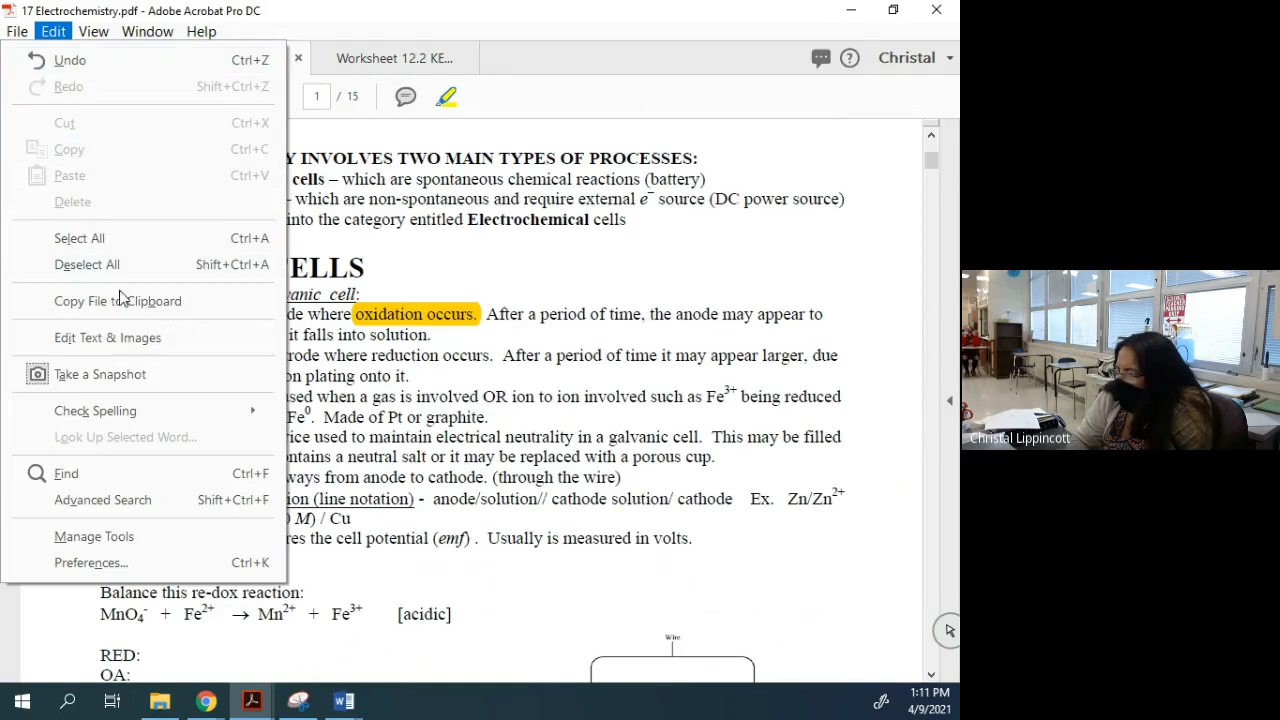 17 Electrochemistry.pdf - Adobe Acrobat Pro DC
File Edit View Window Help
Worksheet 12.2 KE...
Christal
1 / 15
Undo Ctrl+Z
Redo Shift+Ctrl+Z
Cut Ctrl+X
Copy Ctrl+C
Paste Ctrl+V
Delete
Select All Ctrl+A
Deselect All Shift+Ctrl+A
Copy File to Clipboard
Edit Text & Images
Take a Snapshot
Check Spelling
Look Up Selected Word...
Find Ctrl+F
Advanced Search Shift+Ctrl+F
Manage Tools
Preferences... Ctrl+K
Y INVOLVES TWO MAIN TYPES OF PROCESSES:
cells – which are spontaneous chemical reactions (battery)
- which are non-spontaneous and require external e⁻ source (DC power source)
into the category entitled Electrochemical cells
ELLS
vanic cell:
de where oxidation occurs. After a period of time, the anode may appear to
it falls into solution.
trode where reduction occurs. After a period of time it may appear larger, due
on plating onto it.
used when a gas is involved OR ion to ion involved such as Fe³⁺ being reduced
Fe⁰. Made of Pt or graphite.
vice used to maintain electrical neutrality in a galvanic cell. This may be filled
ontains a neutral salt or it may be replaced with a porous cup.
ways from anode to cathode. (through the wire)
ion (line notation) - anode/solution// cathode solution/ cathode Ex. Zn/Zn²⁺
0 M) / Cu
res the cell potential (emf) . Usually is measured in volts.
Balance this re-dox reaction:
MnO₄⁻ + Fe²⁺ → Mn²⁺ + Fe³⁺ [acidic]
RED:
OA:
Wire
Christal Lippincott
1:11 PM
4/9/2021